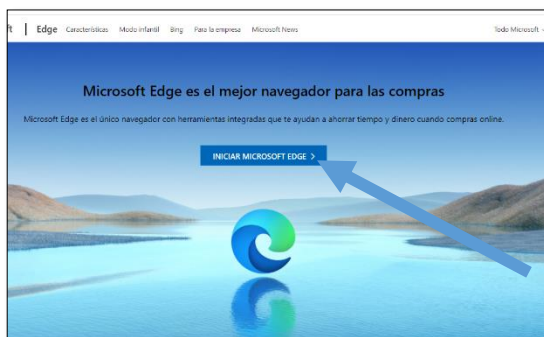 ft | Edge Características Modo infantil Bing Para la empresa Microsoft News Todo Microsoft
Microsoft Edge es el mejor navegador para las compras
Microsoft Edge es el único navegador con herramientas integradas que te ayudan a ahorrar tiempo y dinero cuando compras online.
INICIAR MICROSOFT EDGE >